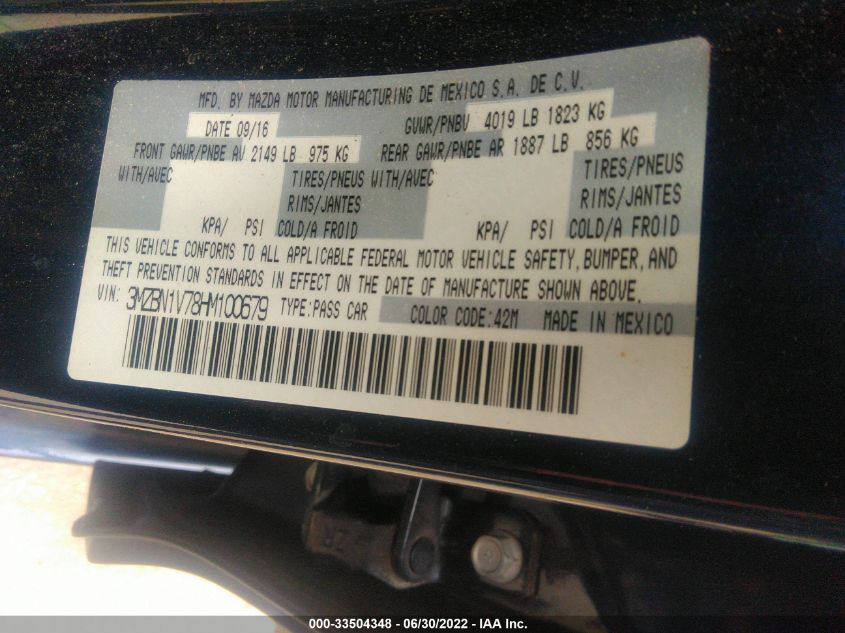 MFD. BY MAZDA MOTOR MANUFACTURING DE MEXICO S.A. DE C.V.
DATE 09/16 GVWR/PNBV 4019 LB 1823 KG
FRONT GAWR/PNBE AV 2149 LB 975 KG REAR GAWR/PNBE AR 1887 LB 856 KG
WITH/AVEC TIRES/PNEUS WITH/AVEC TIRES/PNEUS
RIMS/JANTES RIMS/JANTES
KPA/ PSI COLD/A FROID KPA/ PSI COLD/A FROID
THIS VEHICLE CONFORMS TO ALL APPLICABLE FEDERAL MOTOR VEHICLE SAFETY, BUMPER, AND
THEFT PREVENTION STANDARDS IN EFFECT ON THE DATE OF MANUFACTURE SHOWN ABOVE.
VIN: 3MZBN1V78HM100679 TYPE:PASS CAR COLOR CODE:42M MADE IN MEXICO
000-33504348 - 06/30/2022 - IAA Inc.